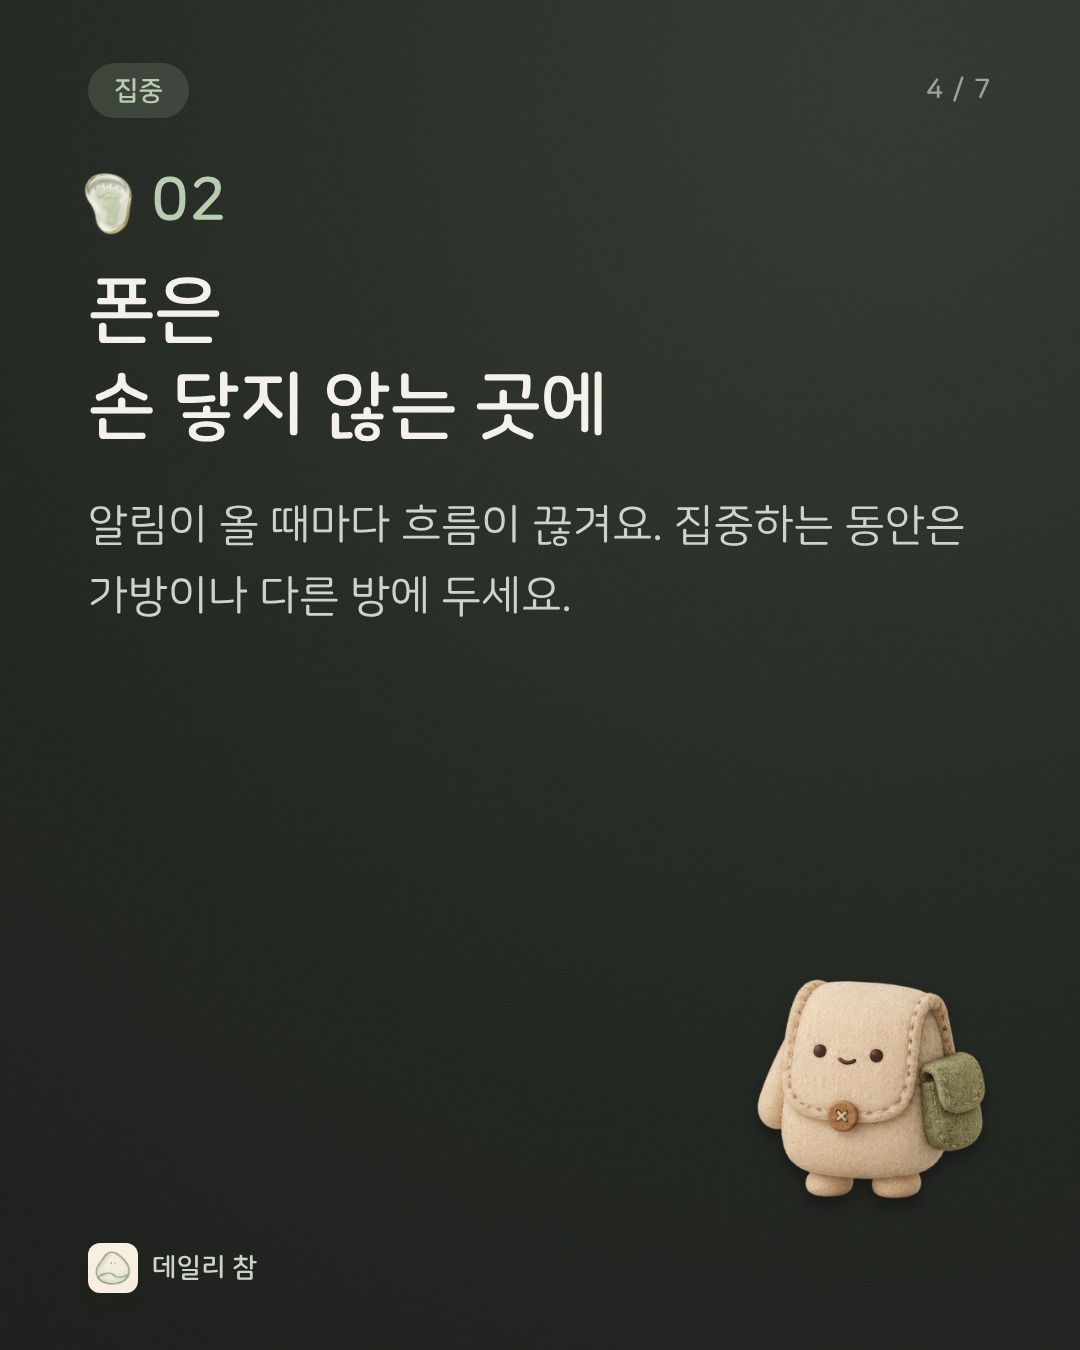 집중
4 / 7
02
폰은
손 닿지 않는 곳에
알림이 올 때마다 흐름이 끊겨요. 집중하는 동안은
가방이나 다른 방에 두세요.
데일리 참